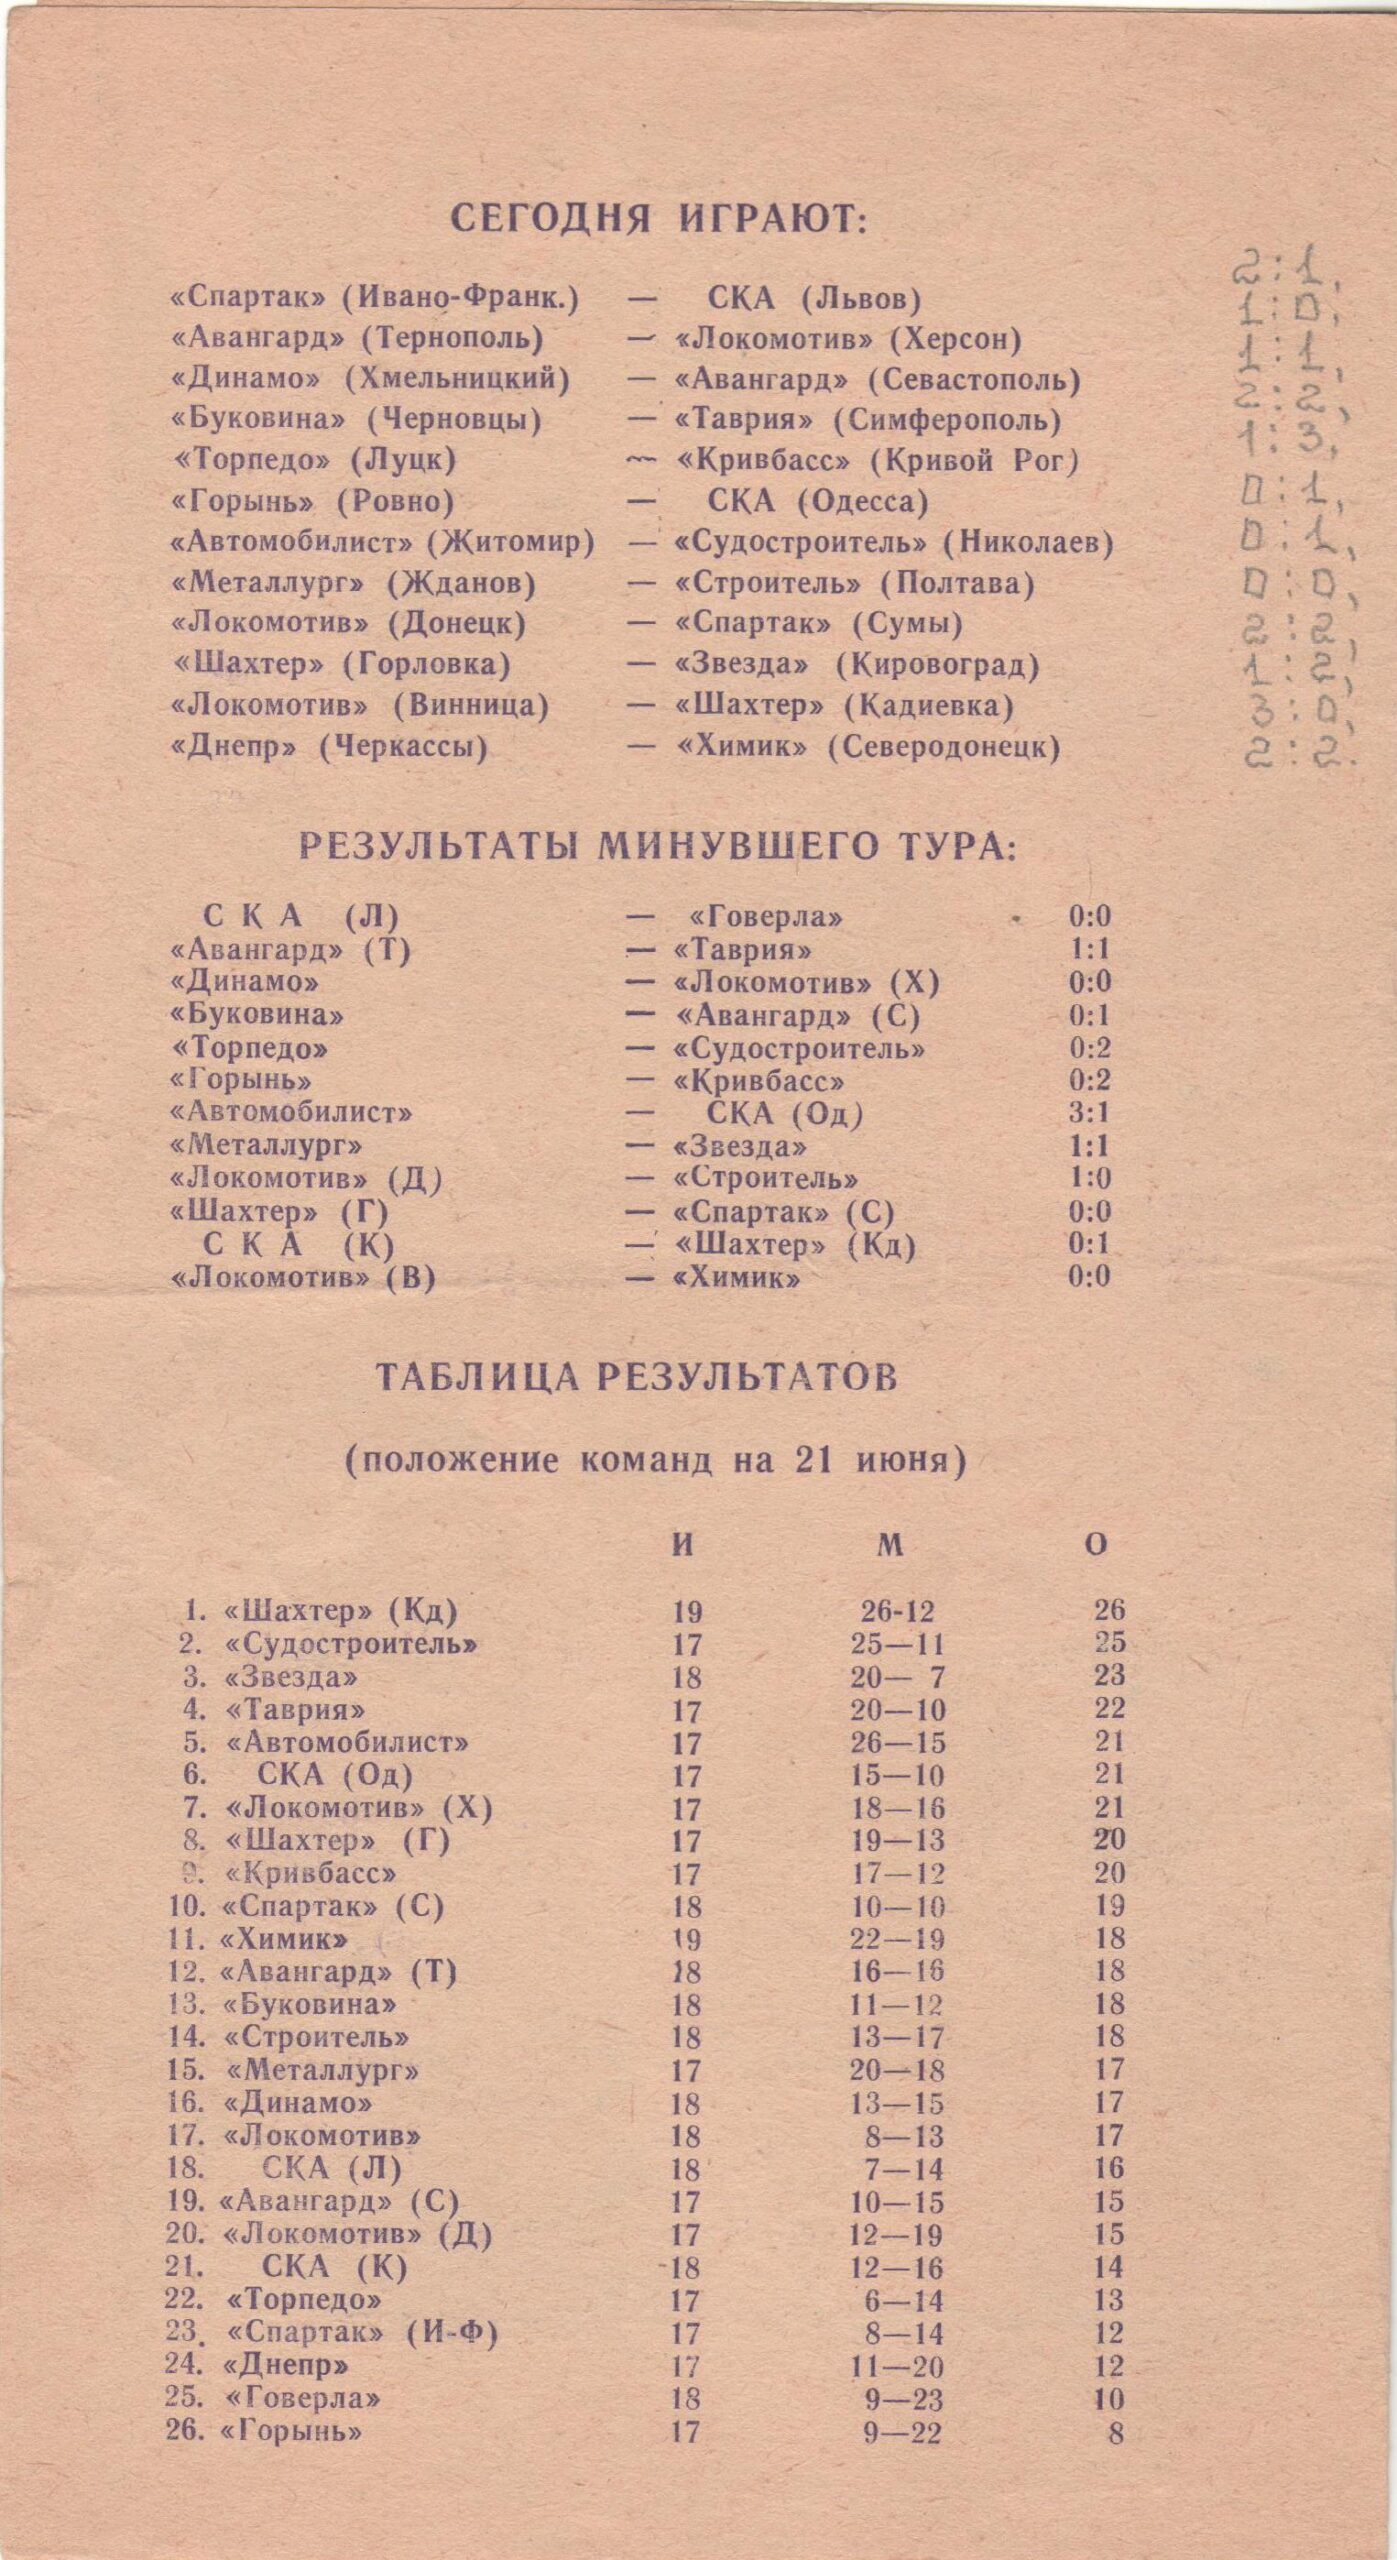 СЕГОДНЯ ИГРАЮТ:
«Спартак» (Ивано-Франк.) — СКА (Львов) 2:1,
«Авангард» (Тернополь) — «Локомотив» (Херсон) 1:0,
«Динамо» (Хмельницкий) — «Авангард» (Севастополь) 1:1,
«Буковина» (Черновцы) — «Таврия» (Симферополь) 2:2,
«Торпедо» (Луцк) — «Кривбасс» (Кривой Рог) 1:3,
«Горынь» (Ровно) — СКА (Одесса) 0:1,
«Автомобилист» (Житомир) — «Судостроитель» (Николаев) 0:1,
«Металлург» (Жданов) — «Строитель» (Полтава) 0:0,
«Локомотив» (Донецк) — «Спартак» (Сумы) 2:2,
«Шахтер» (Горловка) — «Звезда» (Кировоград) 1:2,
«Локомотив» (Винница) — «Шахтер» (Кадиевка) 3:0,
«Днепр» (Черкассы) — «Химик» (Северодонецк) 2:2.
РЕЗУЛЬТАТЫ МИНУВШЕГО ТУРА:
С К А (Л) — «Говерла» 0:0
«Авангард» (Т) — «Таврия» 1:1
«Динамо» — «Локомотив» (Х) 0:0
«Буковина» — «Авангард» (С) 0:1
«Торпедо» — «Судостроитель» 0:2
«Горынь» — «Кривбасс» 0:2
«Автомобилист» — СКА (Од) 3:1
«Металлург» — «Звезда» 1:1
«Локомотив» (Д) — «Строитель» 1:0
«Шахтер» (Г) — «Спартак» (С) 0:0
С К А (К) — «Шахтер» (Кд) 0:1
«Локомотив» (В) — «Химик» 0:0
ТАБЛИЦА РЕЗУЛЬТАТОВ
(положение команд на 21 июня)
И М О
1. «Шахтер» (Кд) 19 26-12 26
2. «Судостроитель» 17 25—11 25
3. «Звезда» 18 20— 7 23
4. «Таврия» 17 20—10 22
5. «Автомобилист» 17 26—15 21
6. СКА (Од) 17 15—10 21
7. «Локомотив» (Х) 17 18—16 21
8. «Шахтер» (Г) 17 19—13 20
9. «Кривбасс» 17 17—12 20
10. «Спартак» (С) 18 10—10 19
11. «Химик» 19 22—19 18
12. «Авангард» (Т) 18 16—16 18
13. «Буковина» 18 11—12 18
14. «Строитель» 18 13—17 18
15. «Металлург» 17 20—18 17
16. «Динамо» 18 13—15 17
17. «Локомотив» 18 8—13 17
18. СКА (Л) 18 7—14 16
19. «Авангард» (С) 17 10—15 15
20. «Локомотив» (Д) 17 12—19 15
21. СКА (К) 18 12—16 14
22. «Торпедо» 17 6—14 13
23. «Спартак» (И-Ф) 17 8—14 12
24. «Днепр» 17 11—20 12
25. «Говерла» 18 9—23 10
26. «Горынь» 17 9—22 8